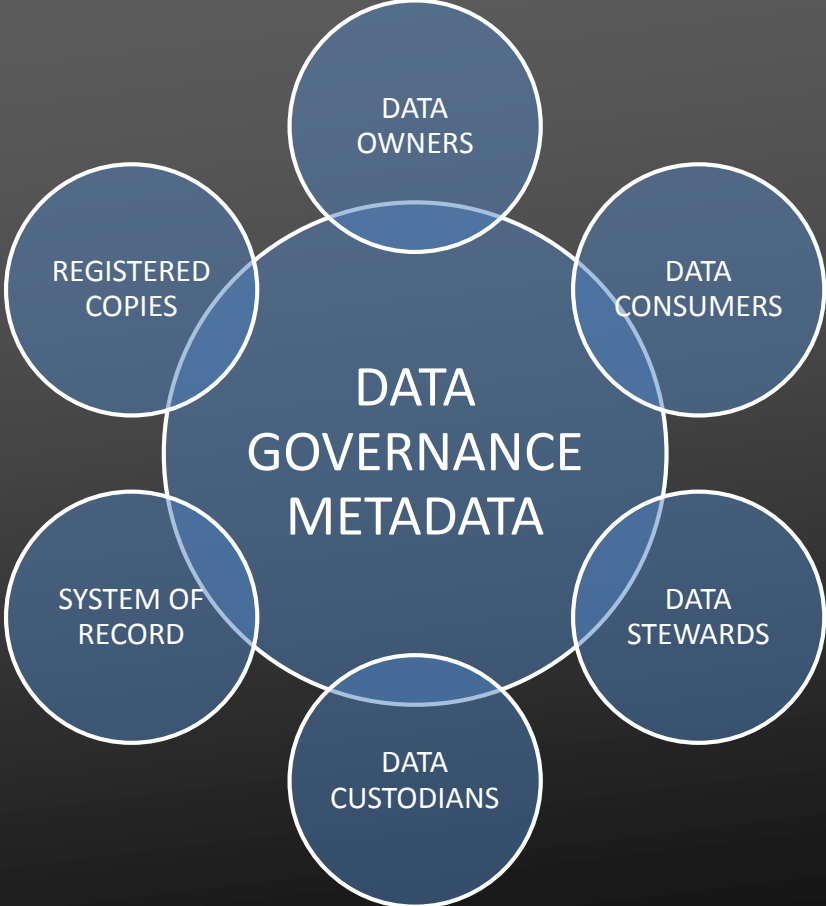 DATA
OWNERS
REGISTERED
COPIES
DATA
CONSUMERS
DATA
GOVERNANCE
METADATA
SYSTEM OF
RECORD
DATA
STEWARDS
DATA
CUSTODIANS